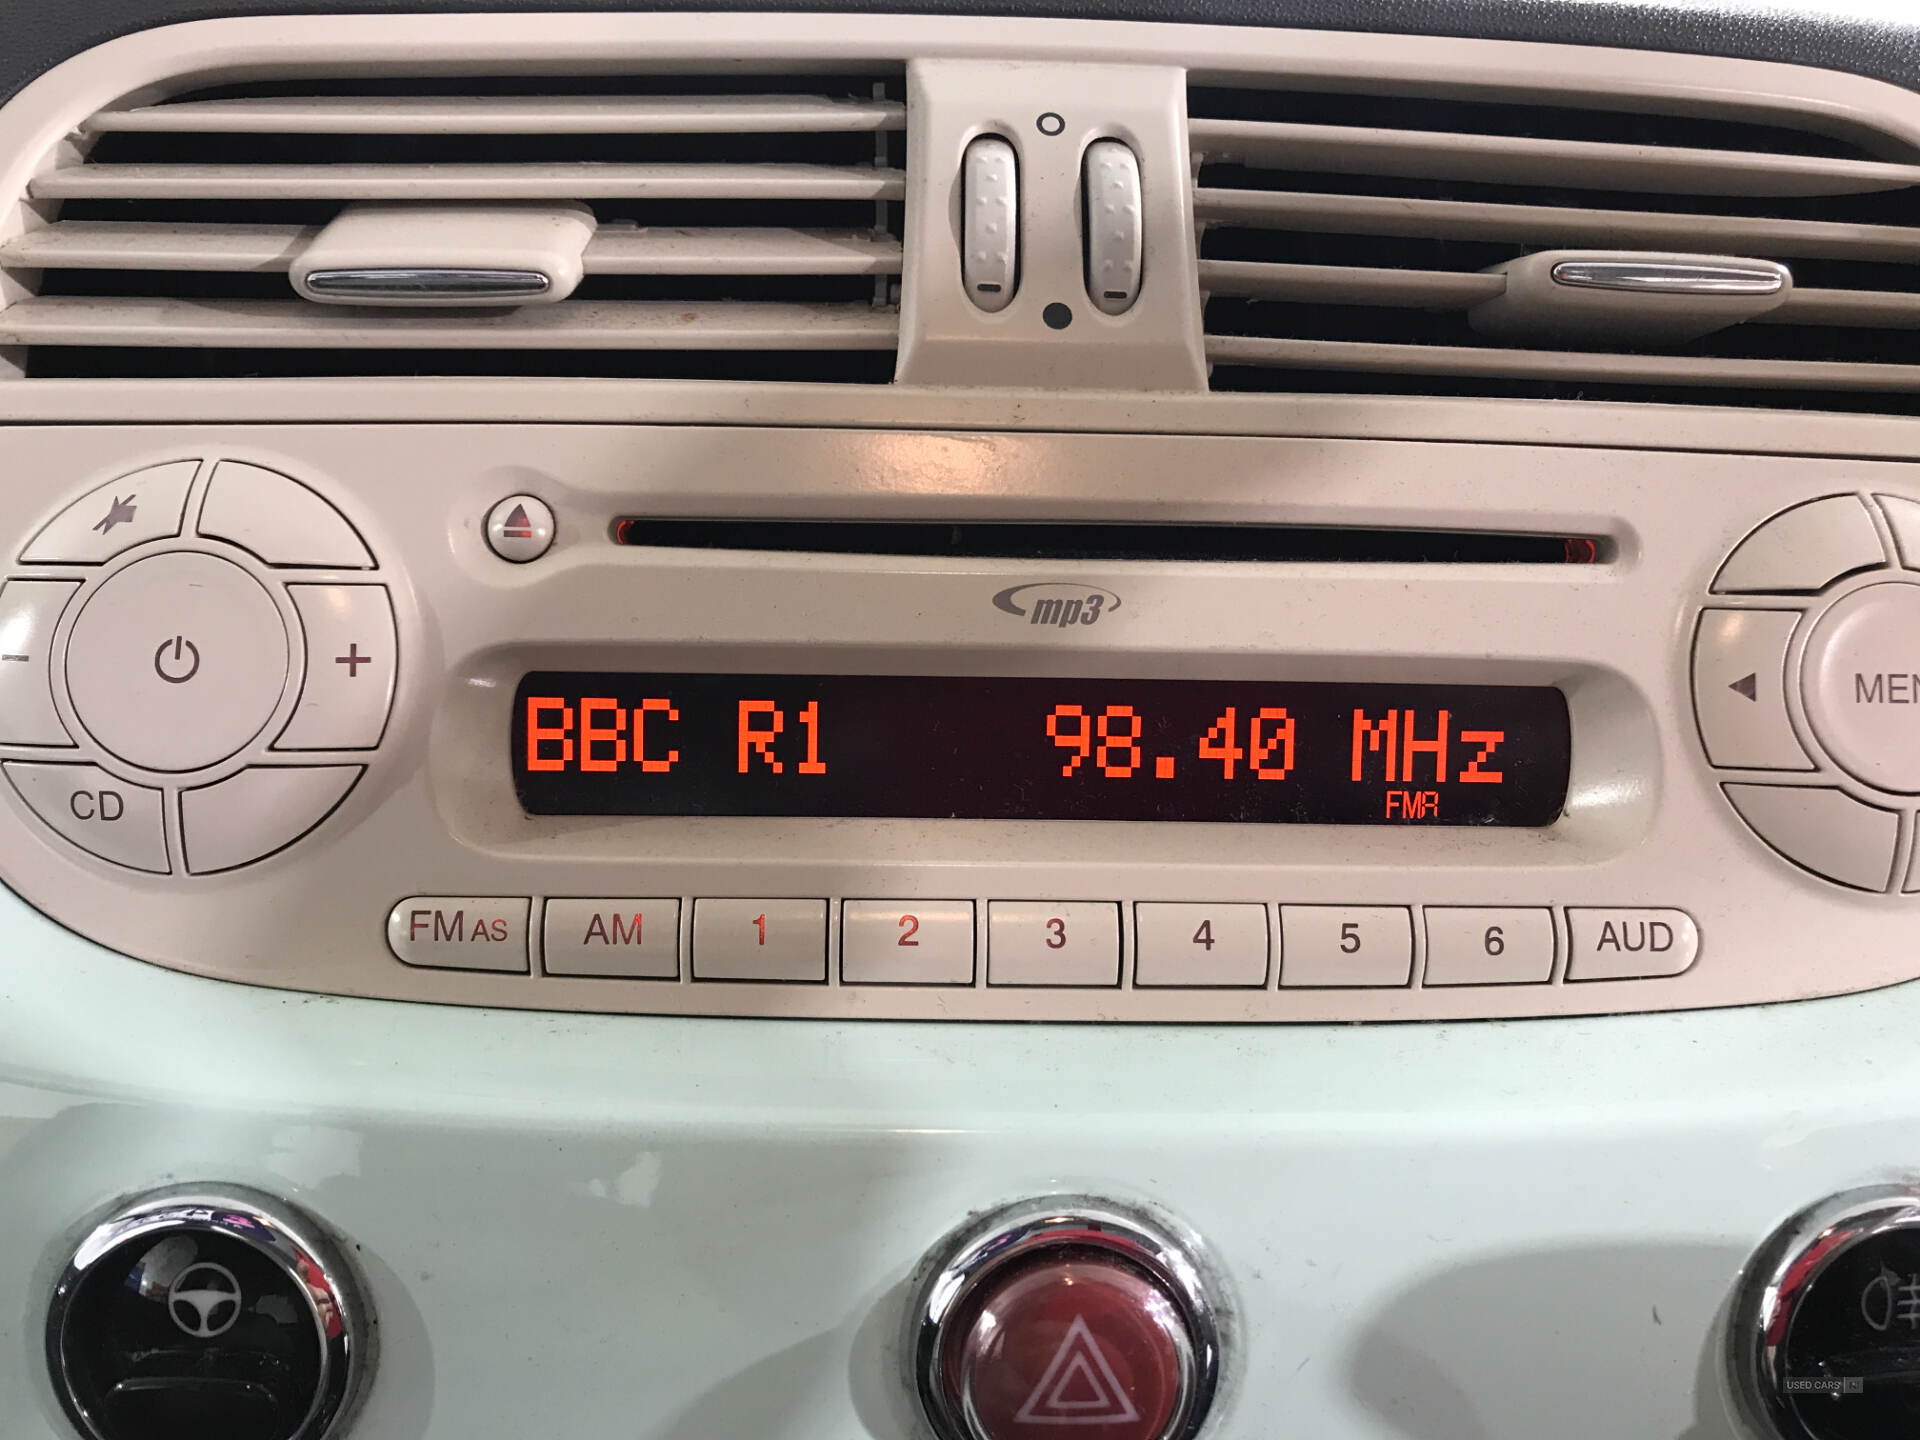 mp3
BBC R1 98.40 MHz
FMA
MEN
CD
FM AS AM 1 2 3 4 5 6 AUD
USED CARS NI